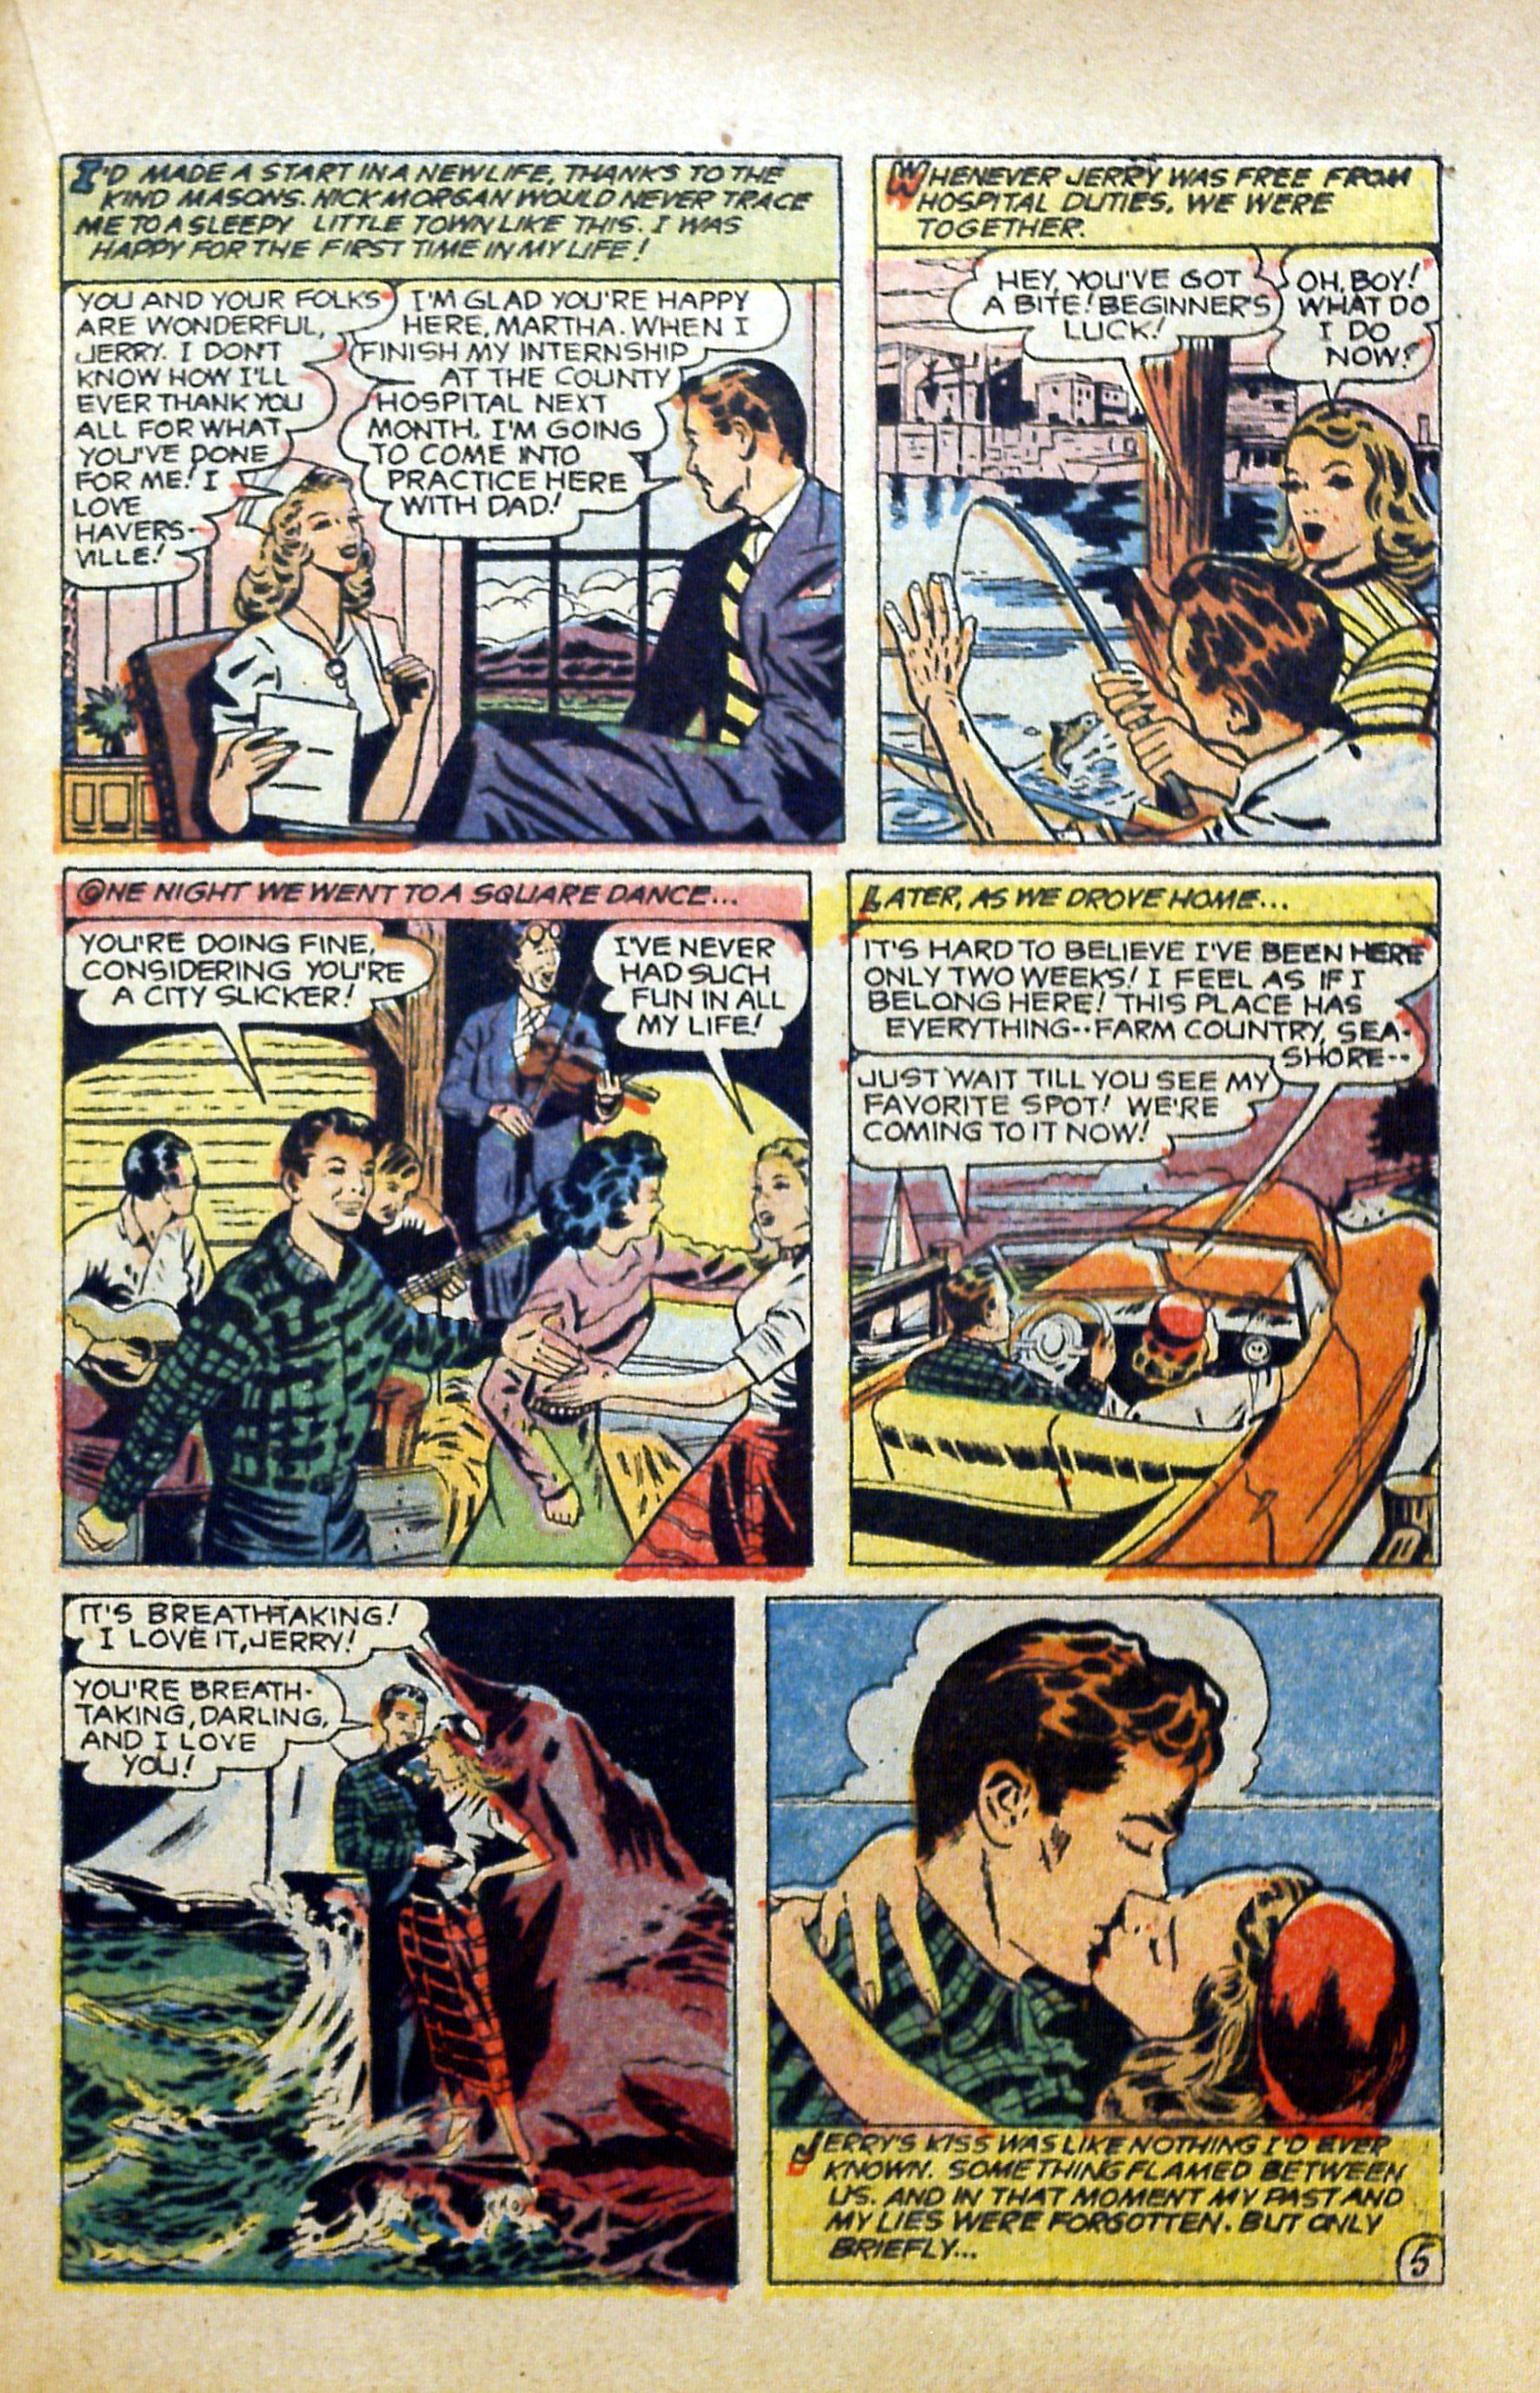 I'D MADE A START IN A NEW LIFE, THANKS TO THE
KIND MASONS. NICK MORGAN WOULD NEVER TRACE
ME TO A SLEEPY LITTLE TOWN LIKE THIS. I WAS
HAPPY FOR THE FIRST TIME IN MY LIFE!
YOU AND YOUR FOLKS
ARE WONDERFUL,
JERRY. I DON'T
KNOW HOW I'LL
EVER THANK YOU
ALL FOR WHAT
YOU'VE DONE
FOR ME! I
LOVE
HAVERS-
VILLE!
I'M GLAD YOU'RE HAPPY
HERE, MARTHA. WHEN I
FINISH MY INTERNSHIP
AT THE COUNTY
HOSPITAL NEXT
MONTH, I'M GOING
TO COME INTO
PRACTICE HERE
WITH DAD!
WHENEVER JERRY WAS FREE FROM
HOSPITAL DUTIES, WE WERE
TOGETHER.
HEY, YOU'VE GOT
A BITE! BEGINNER'S
LUCK!
OH, BOY!
WHAT DO
I DO
NOW?
ONE NIGHT WE WENT TO A SQUARE DANCE...
YOU'RE DOING FINE,
CONSIDERING YOU'RE
A CITY SLICKER!
I'VE NEVER
HAD SUCH
FUN IN ALL
MY LIFE!
LATER, AS WE DROVE HOME...
IT'S HARD TO BELIEVE I'VE BEEN HERE
ONLY TWO WEEKS! I FEEL AS IF I
BELONG HERE! THIS PLACE HAS
EVERYTHING--FARM COUNTRY, SEA-
SHORE--
JUST WAIT TILL YOU SEE MY
FAVORITE SPOT! WE'RE
COMING TO IT NOW!
IT'S BREATH-TAKING!
I LOVE IT, JERRY!
YOU'RE BREATH-
TAKING, DARLING,
AND I LOVE
YOU!
JERRY'S KISS WAS LIKE NOTHING I'D EVER
KNOWN. SOMETHING FLAMED BETWEEN
US. AND IN THAT MOMENT MY PAST AND
MY LIES WERE FORGOTTEN. BUT ONLY
BRIEFLY...
5